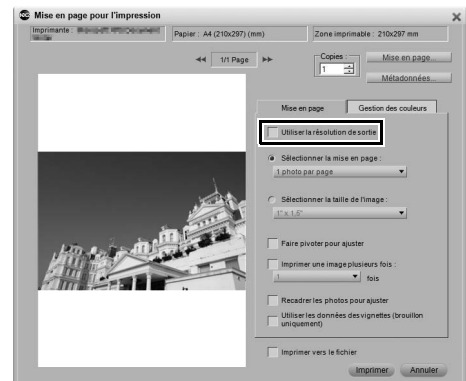 Mise en page pour l'impression
Imprimante :
Papier : A4 (210x297) (mm)
Zone imprimable : 210x297 mm
1/1 Page
Copies :
1
Mise en page...
Métadonnées...
Mise en page
Gestion des couleurs
Utiliser la résolution de sortie
Sélectionner la mise en page :
1 photo par page
Sélectionner la taille de l'image :
1" x 1,5"
Faire pivoter pour ajuster
Imprimer une image plusieurs fois :
1
fois
Recadrer les photos pour ajuster
Utiliser les données des vignettes (brouillon
uniquement)
Imprimer vers le fichier
Imprimer
Annuler